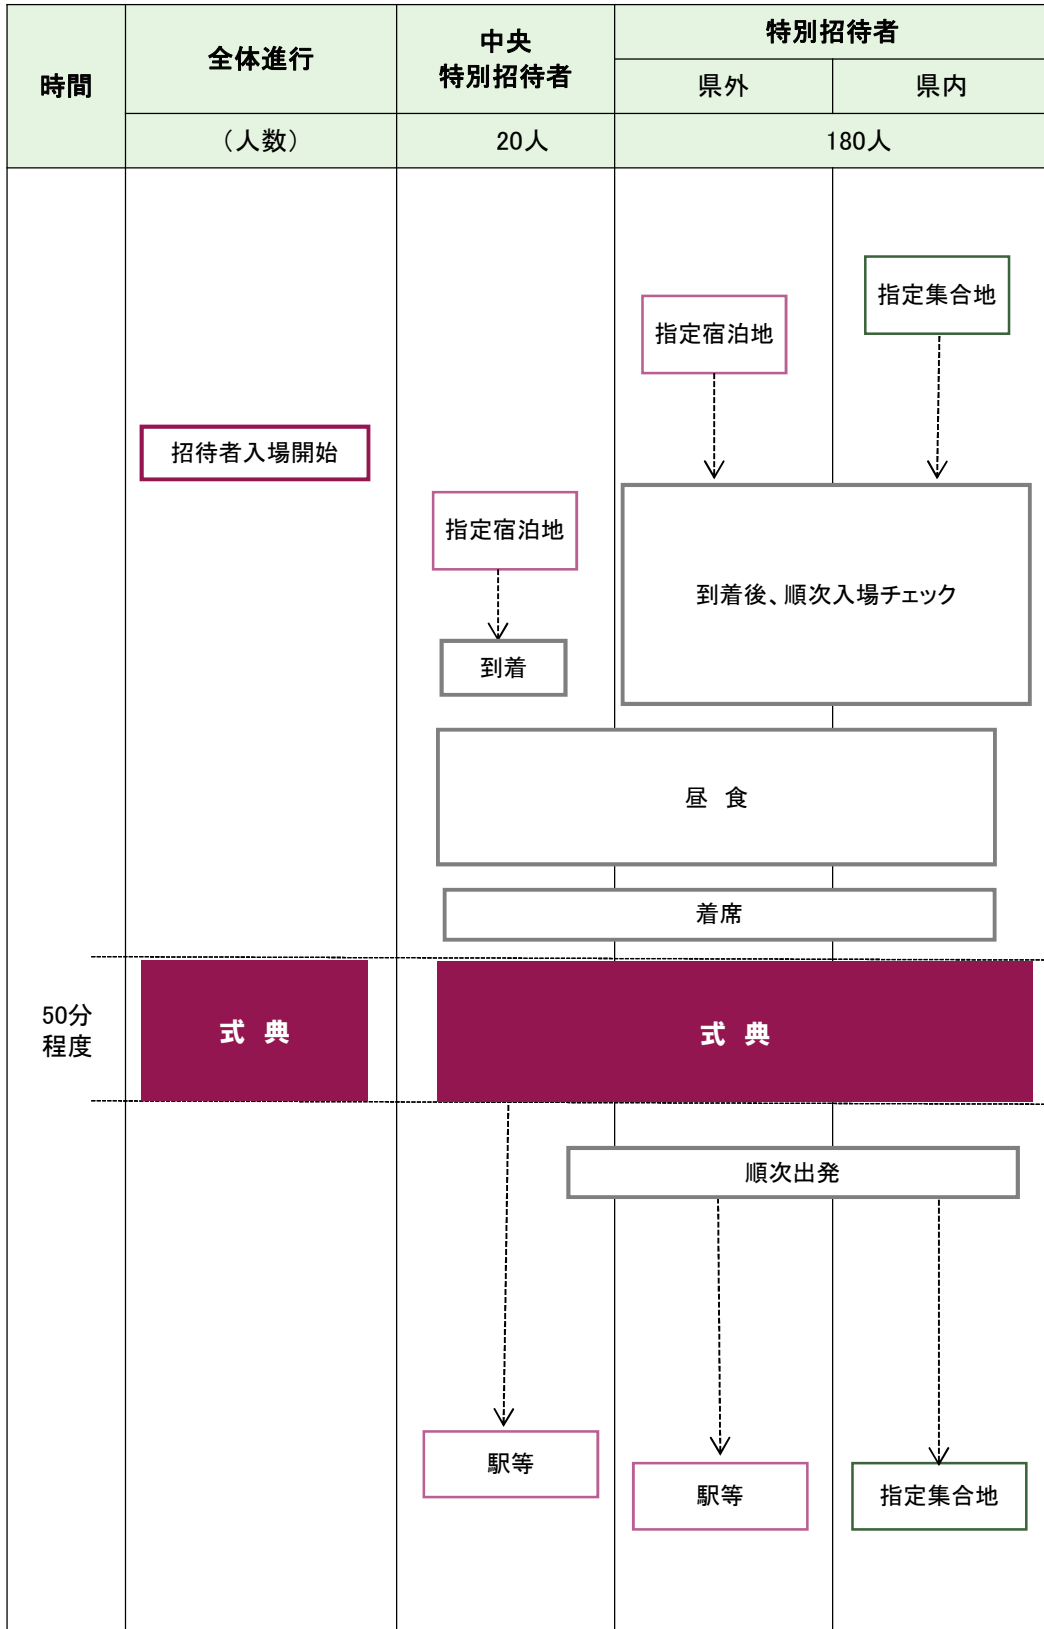 時間
全体進行
中央
特別招待者
特別招待者
県外
県内
（人数）
20人
180人
指定集合地
指定宿泊地
招待者入場開始
指定宿泊地
到着後、順次入場チェック
到着
昼 食
着席
50分
程度
式 典
式 典
順次出発
駅等
駅等
指定集合地